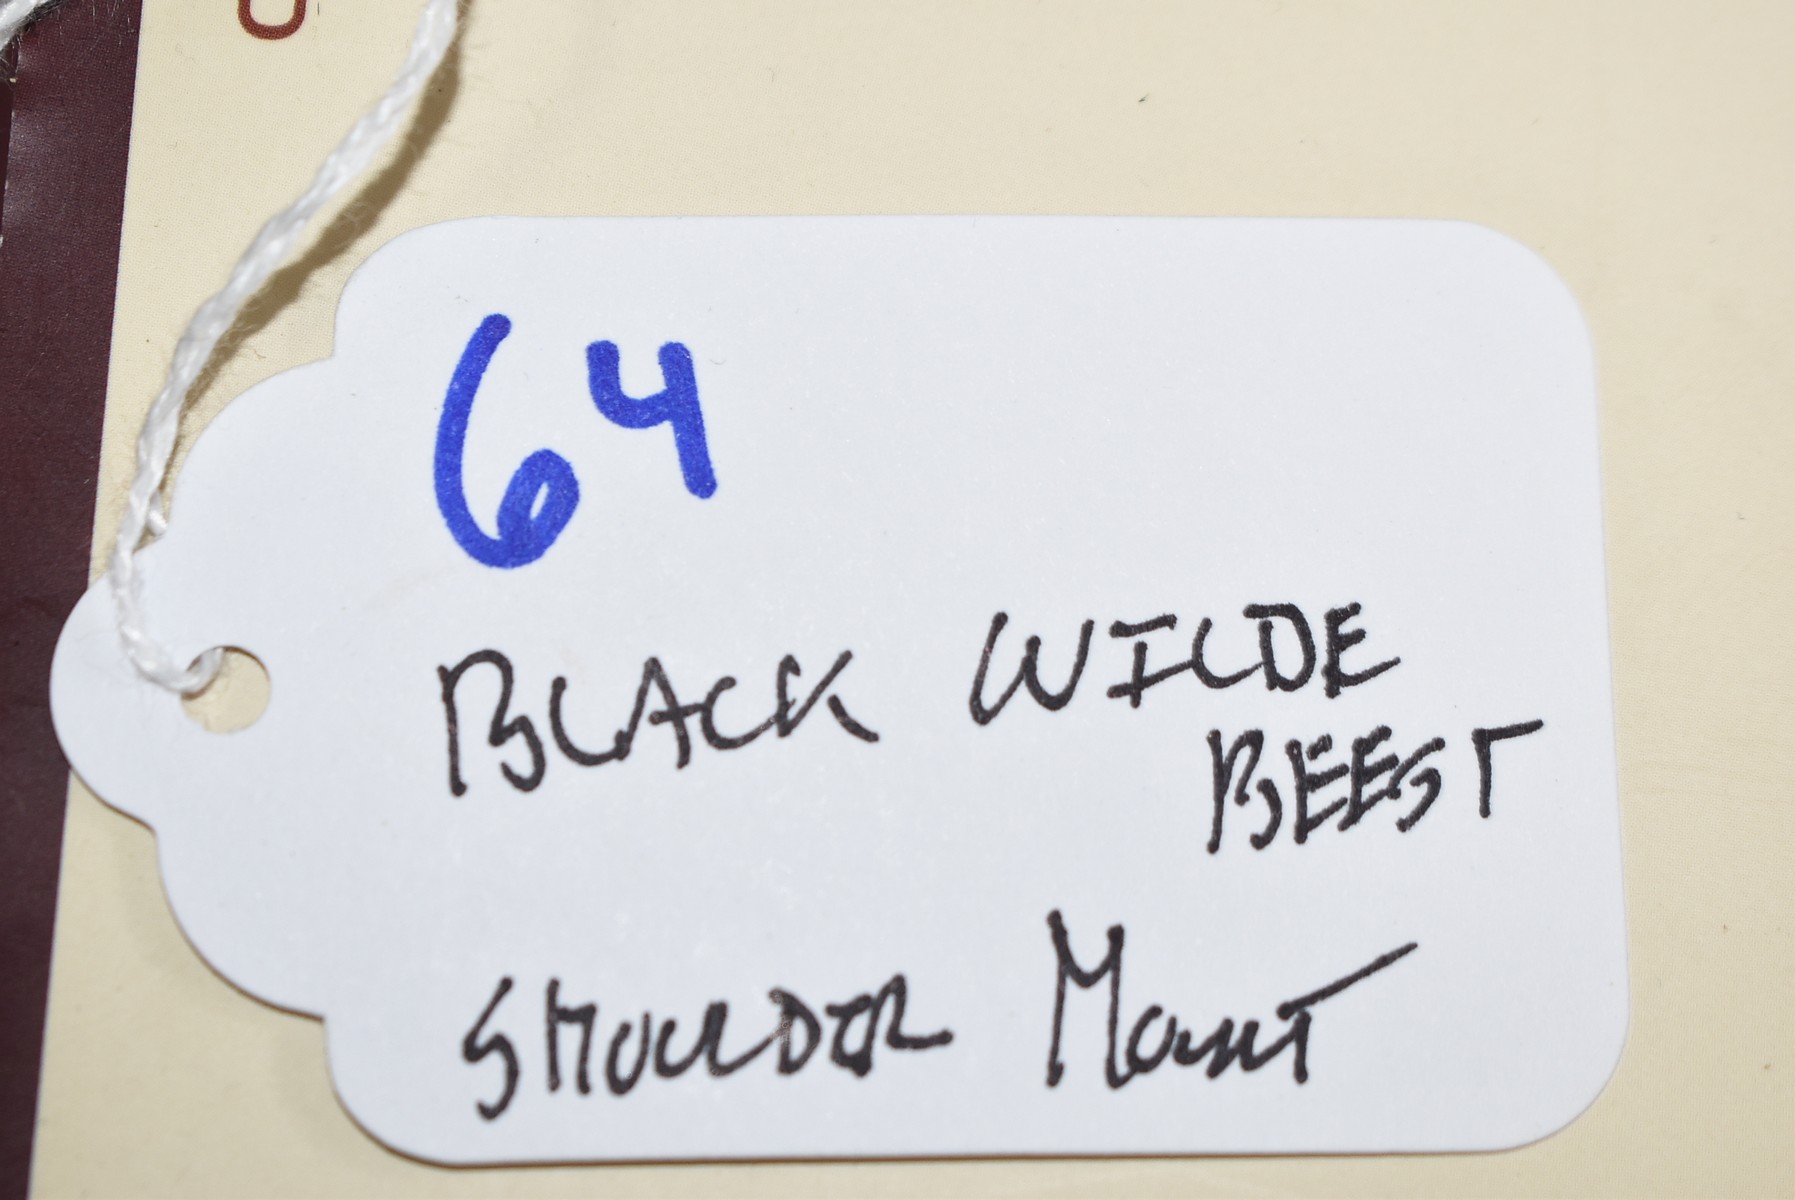 64
BLACK WILDE
BEEST
SHOULDER MOUNT